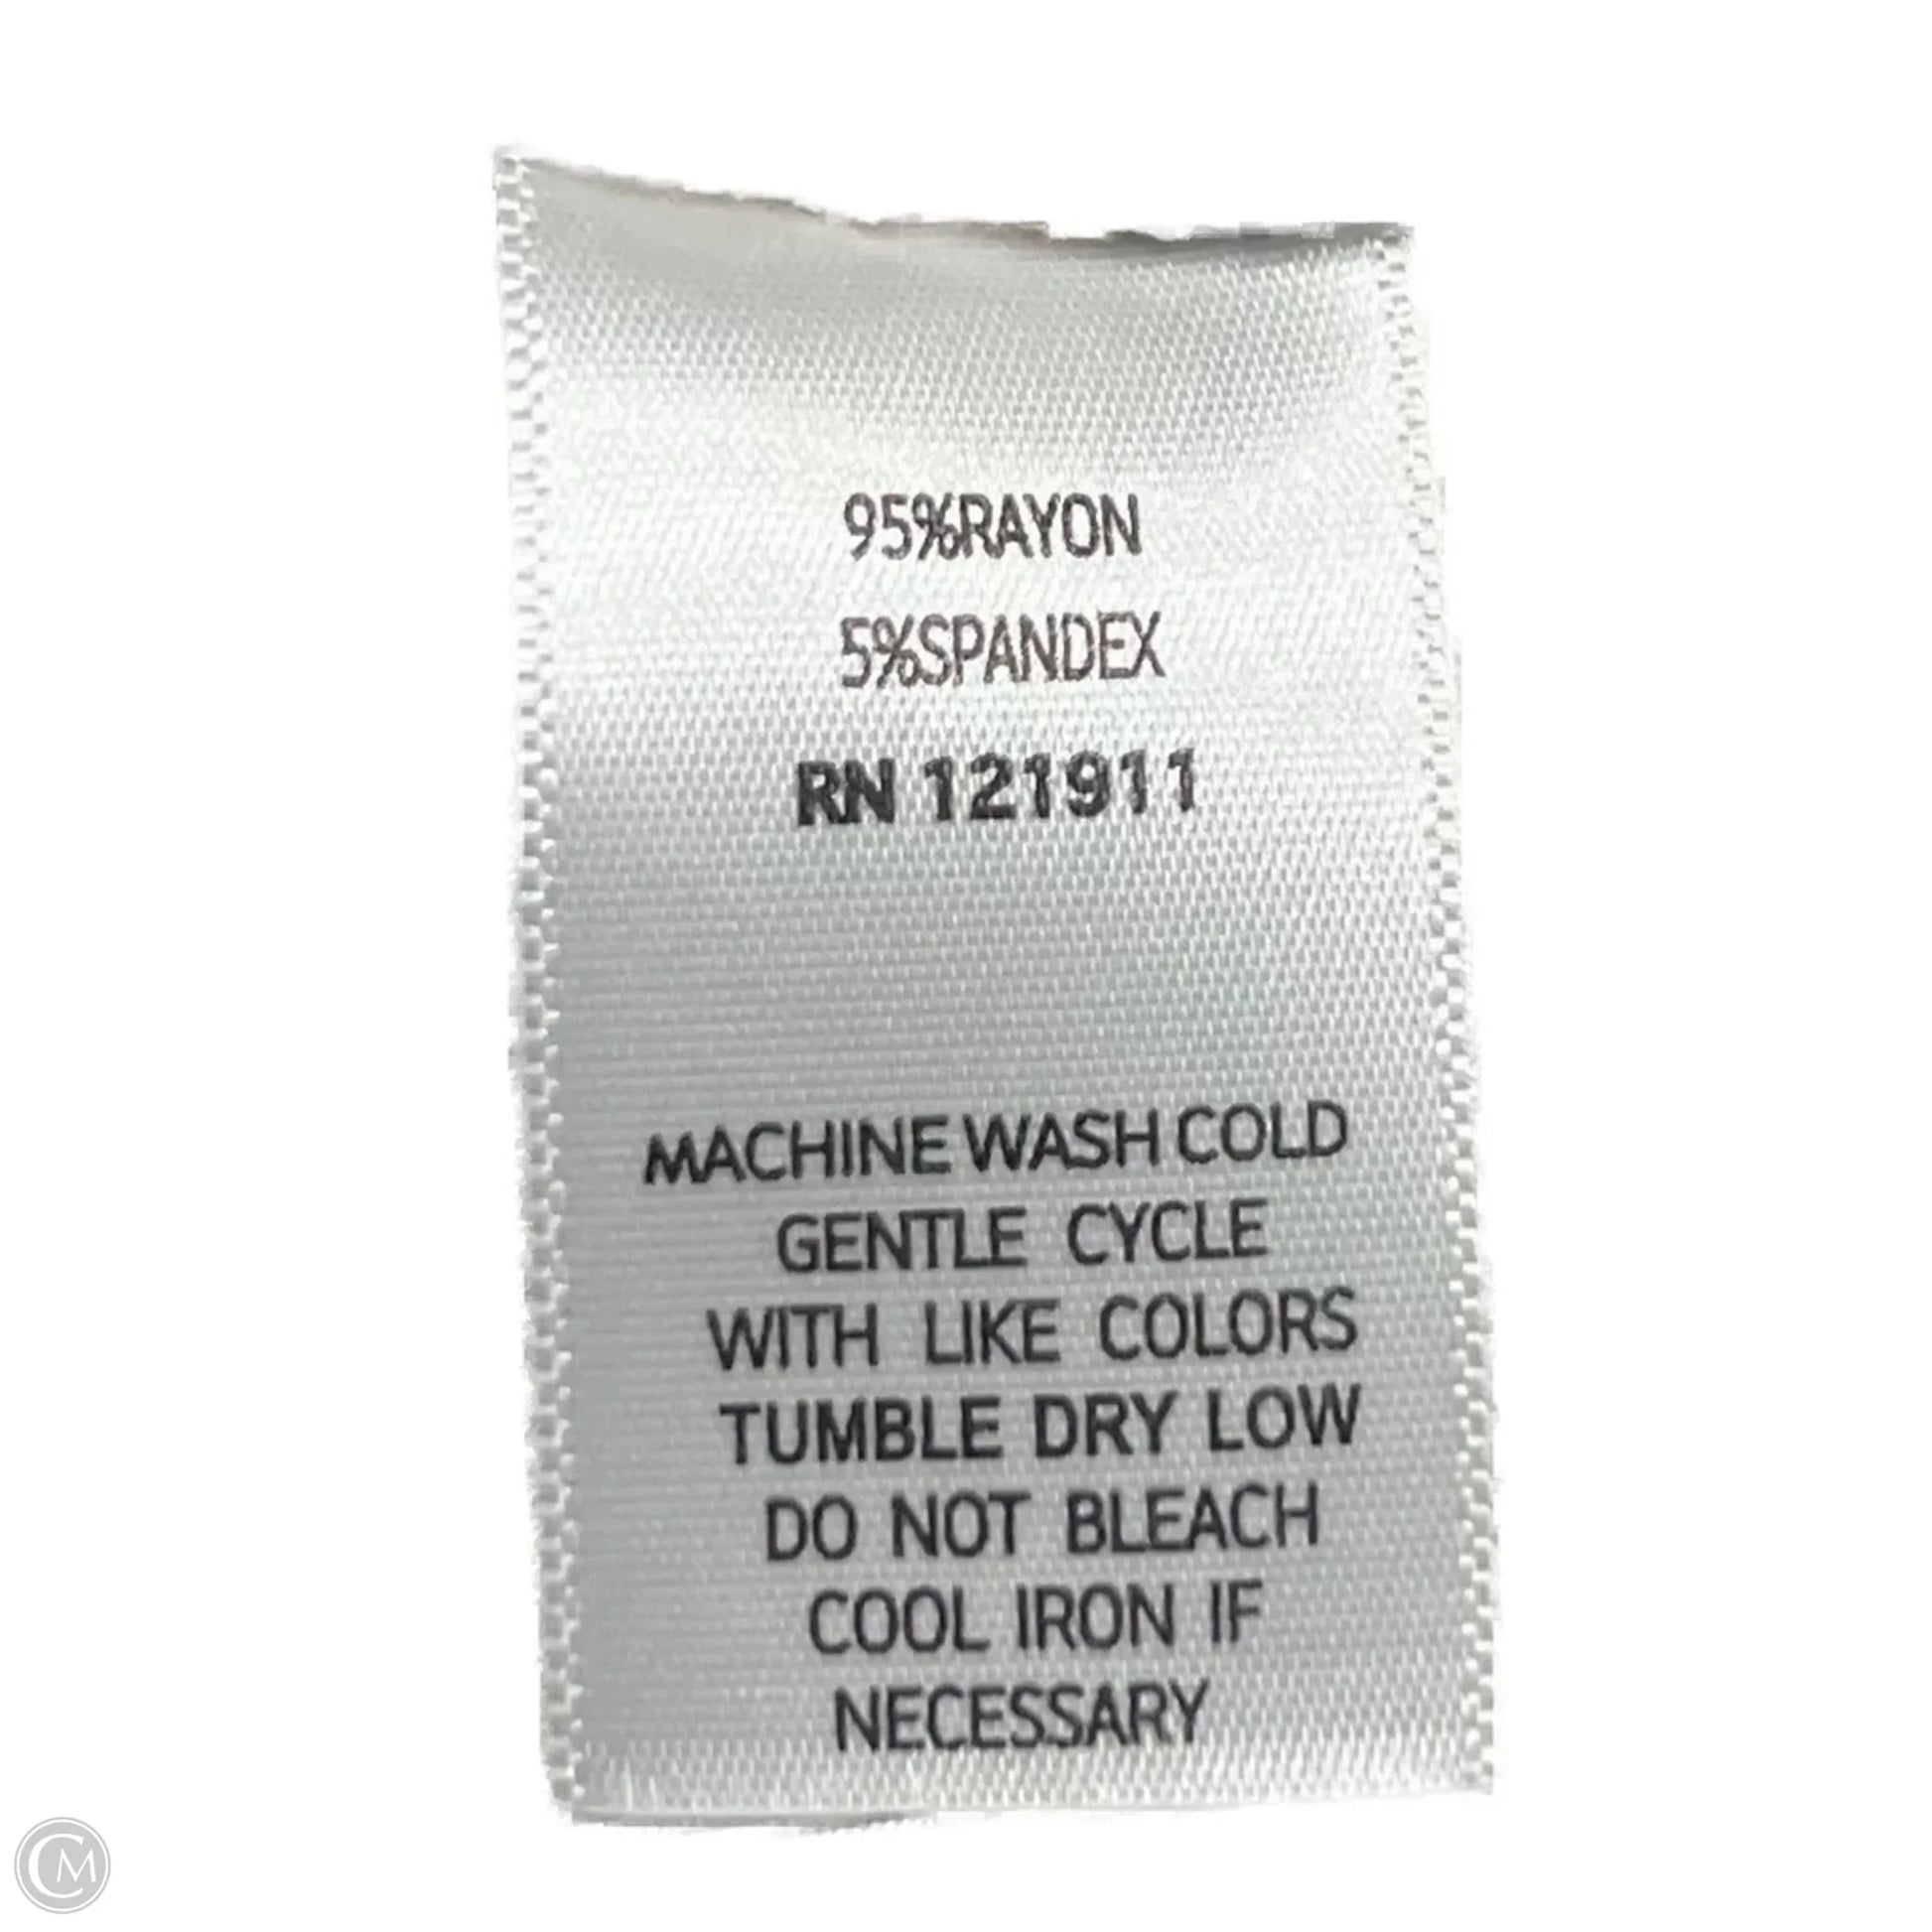 95%RAYON
5%SPANDEX
RN 121911
MACHINE WASH COLD
GENTLE CYCLE
WITH LIKE COLORS
TUMBLE DRY LOW
DO NOT BLEACH
COOL IRON IF
NECESSARY
CM